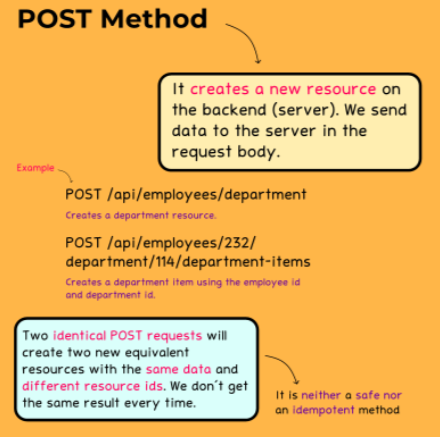 POST Method
It creates a new resource on
the backend (server). We send
data to the server in the
request body.
Example
POST /api/employees/department
Creates a department resource.
POST /api/employees/232/
department/114/department-items
Creates a department item using the employee id
and department id.
Two identical POST requests will
create two new equivalent
resources with the same data and
different resource ids. We don't get
the same result every time.
It is neither a safe nor
an idempotent method